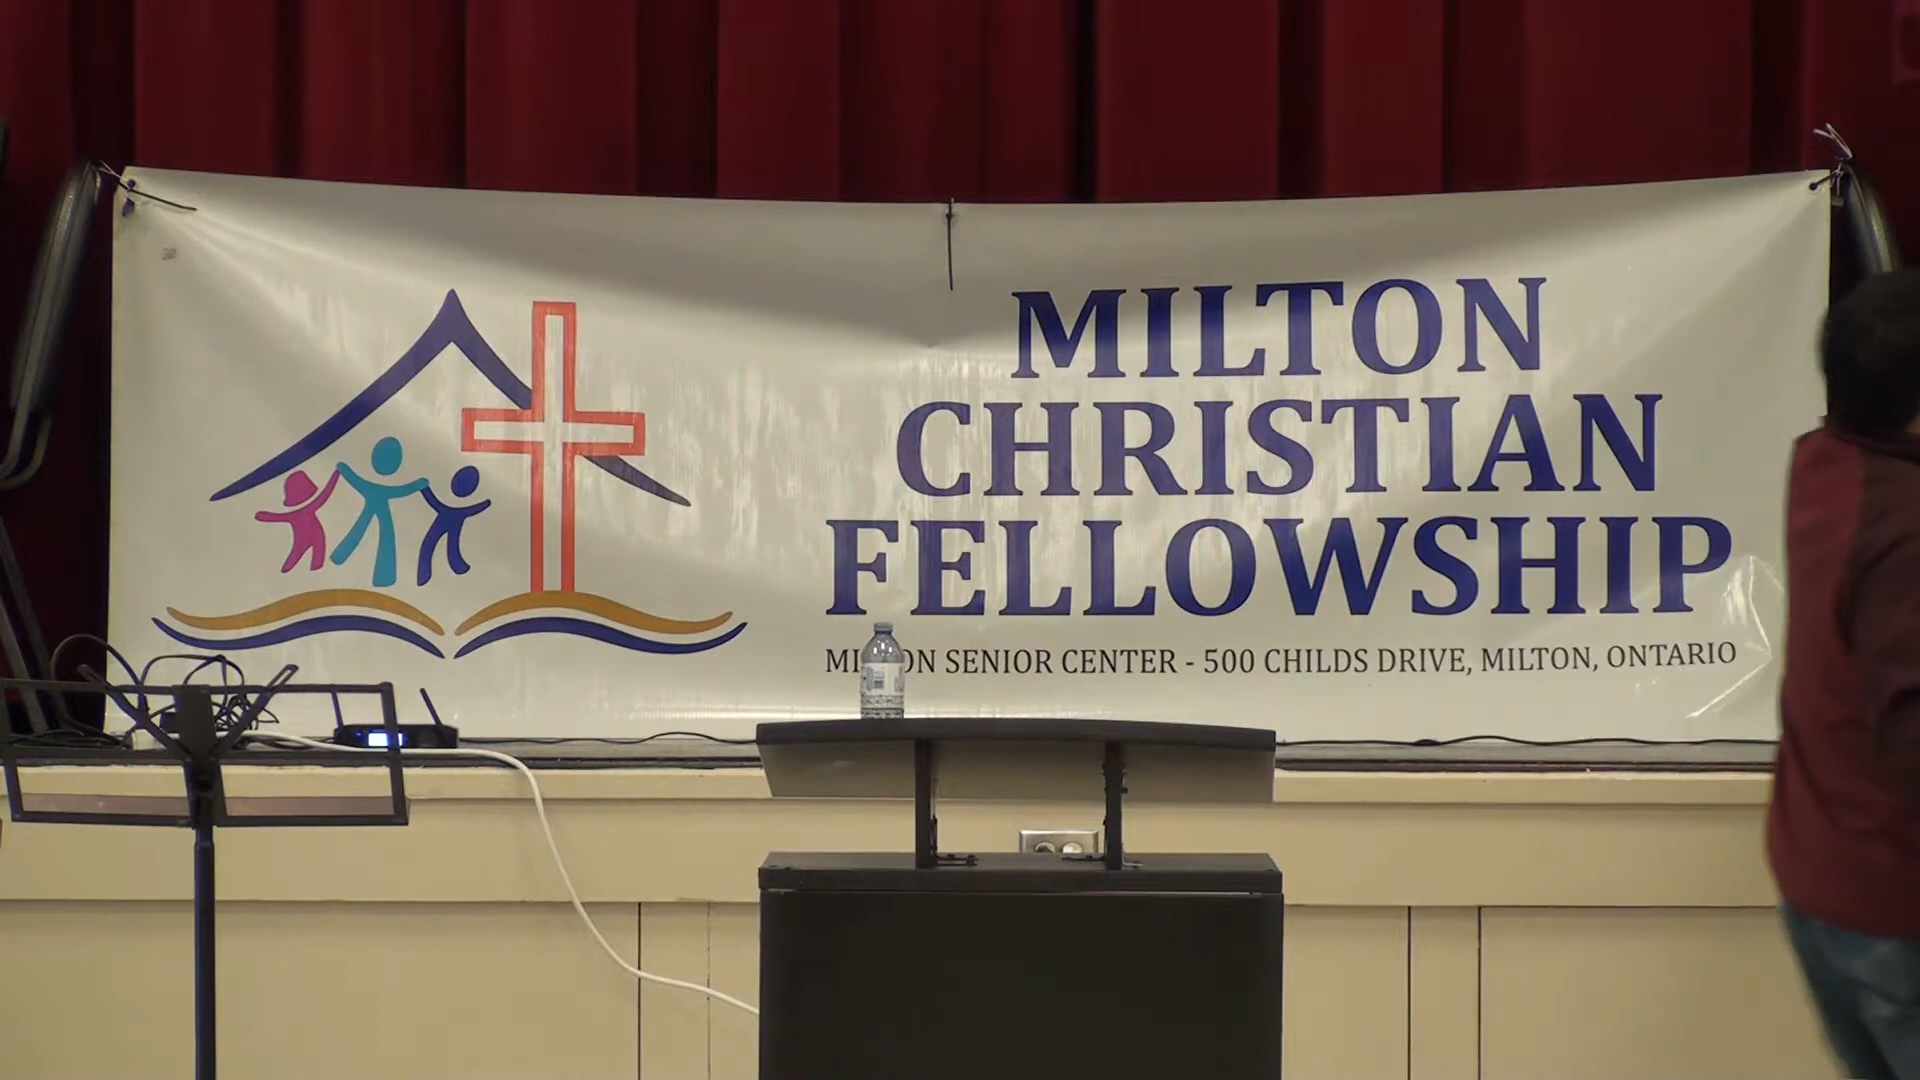 MILTON
CHRISTIAN
FELLOWSHIP
SENIOR CENTER - 500 CHILDS DRIVE, MILTON, ONTARIO